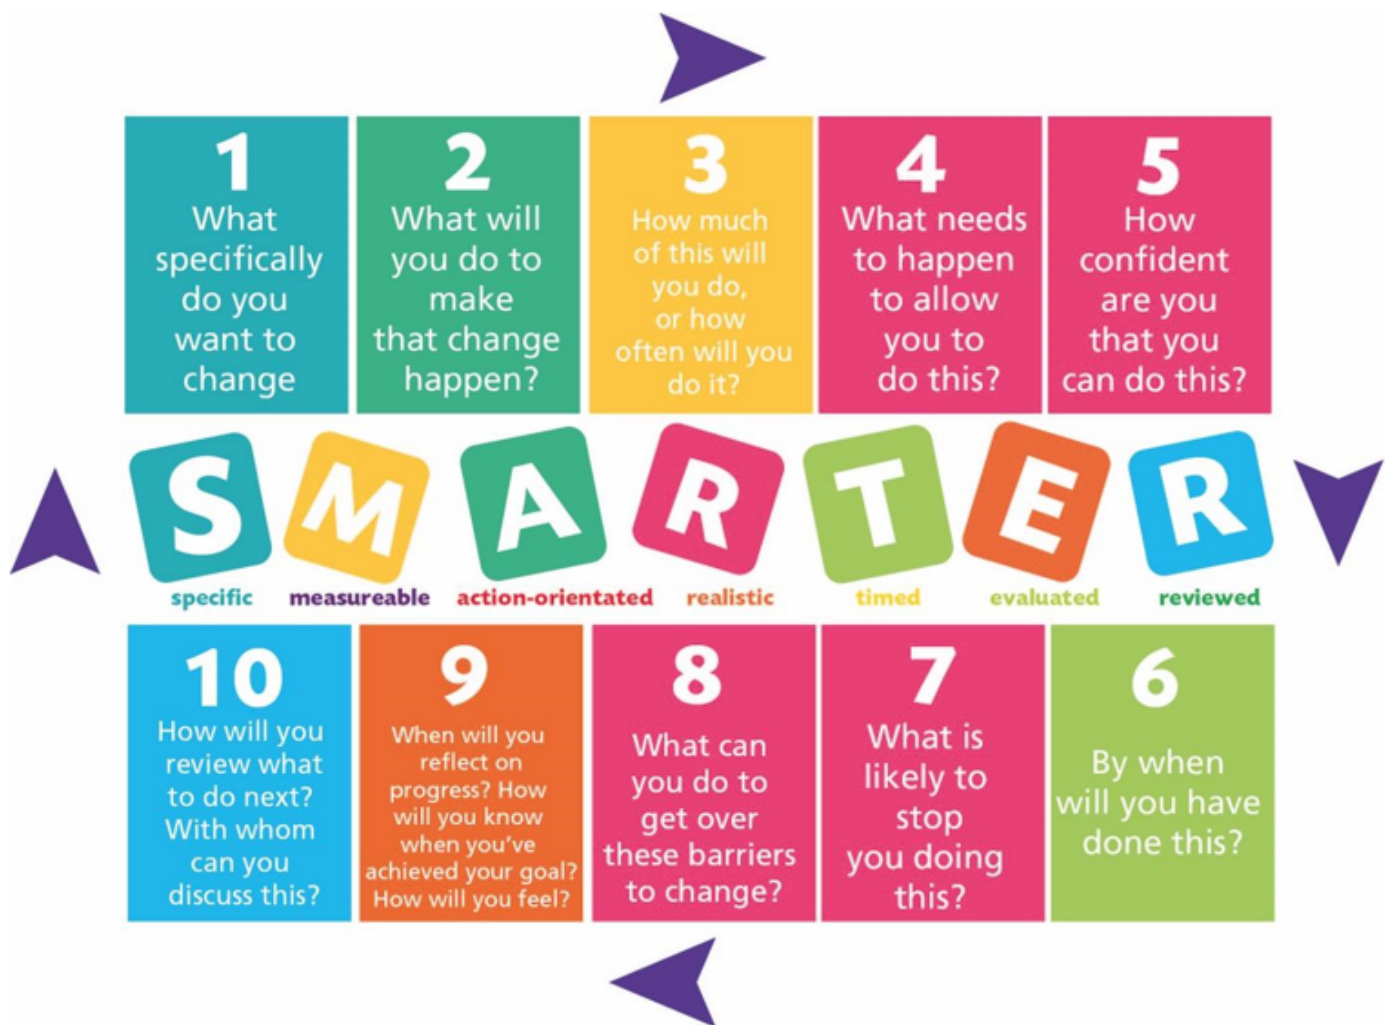 1
What
specifically
do you
want to
change
2
What will
you do to
make
that change
happen?
3
How much
of this will
you do,
or how
often will you
do it?
4
What needs
to happen
to allow
you to
do this?
5
How
confident
are you
that you
can do this?
S M A R T E R
specific measureable action-orientated realistic timed evaluated reviewed
10
How will you
review what
to do next?
With whom
can you
discuss this?
9
When will you
reflect on
progress? How
will you know
when you've
achieved your goal?
How will you feel?
8
What can
you do to
get over
these barriers
to change?
7
What is
likely to
stop
you doing
this?
6
By when
will you have
done this?